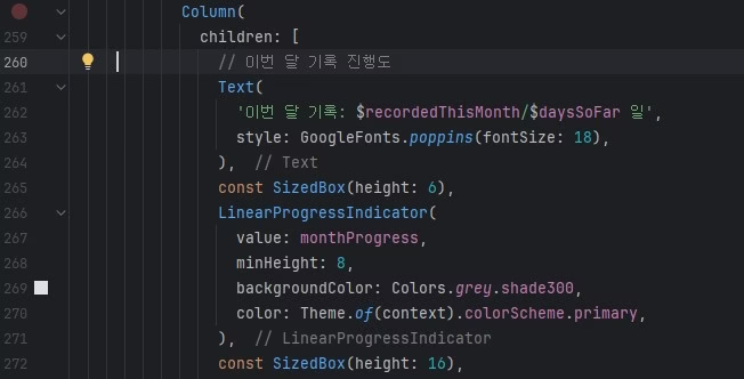 Column(
259 children: [
260 // 이번 달 기록 진행도
261 Text(
262 '이번 달 기록: $recordedThisMonth/$daysSoFar 일',
263 style: GoogleFonts.poppins(fontSize: 18),
264 ), // Text
265 const SizedBox(height: 6),
266 LinearProgressIndicator(
267 value: monthProgress,
268 minHeight: 8,
269 backgroundColor: Colors.grey.shade300,
270 color: Theme.of(context).colorScheme.primary,
271 ), // LinearProgressIndicator
272 const SizedBox(height: 16),